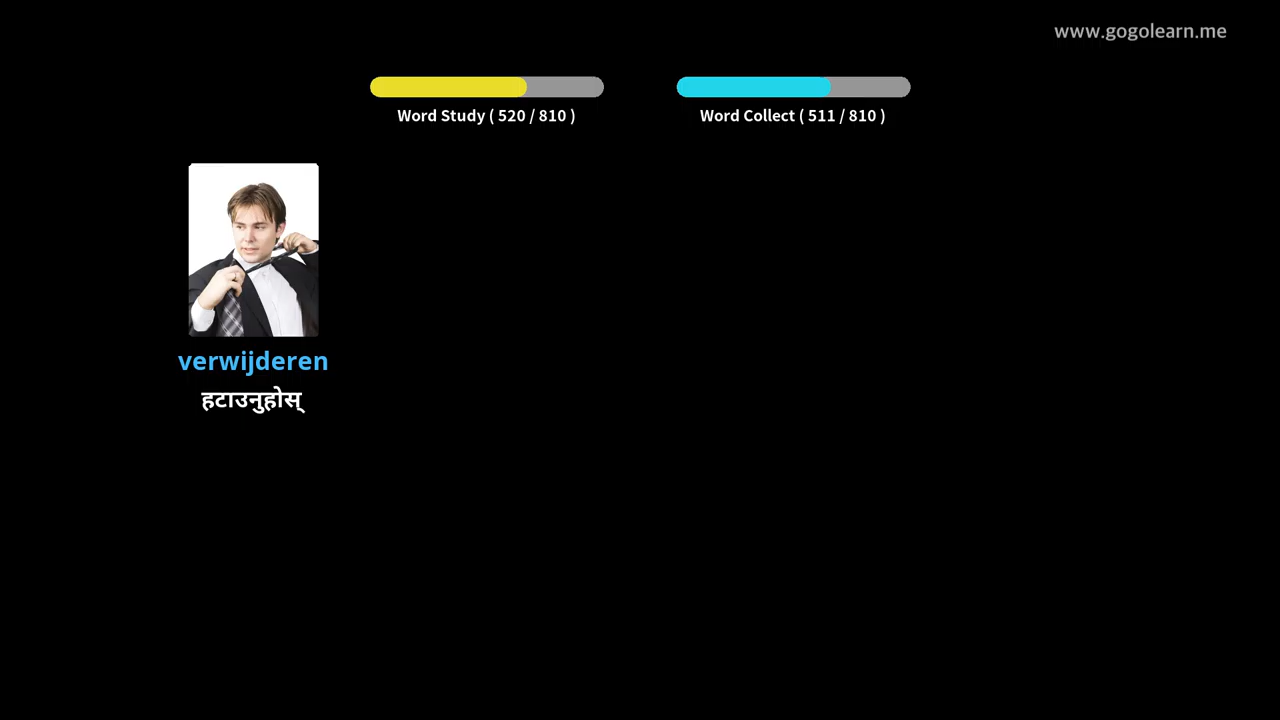 www.gogolearn.me
Word Study ( 520 / 810 )
Word Collect ( 511 / 810 )
verwijderen
हटाउनुहोस्